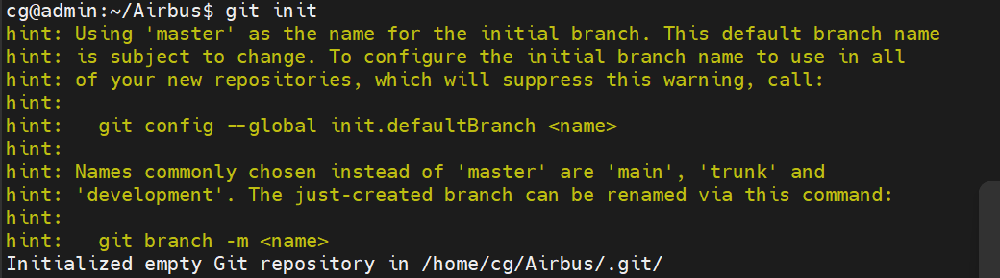 cg@admin:~/Airbus$ git init
hint: Using 'master' as the name for the initial branch. This default branch name
hint: is subject to change. To configure the initial branch name to use in all
hint: of your new repositories, which will suppress this warning, call:
hint:
hint:   git config --global init.defaultBranch <name>
hint:
hint: Names commonly chosen instead of 'master' are 'main', 'trunk' and
hint: 'development'. The just-created branch can be renamed via this command:
hint:
hint:   git branch -m <name>
Initialized empty Git repository in /home/cg/Airbus/.git/